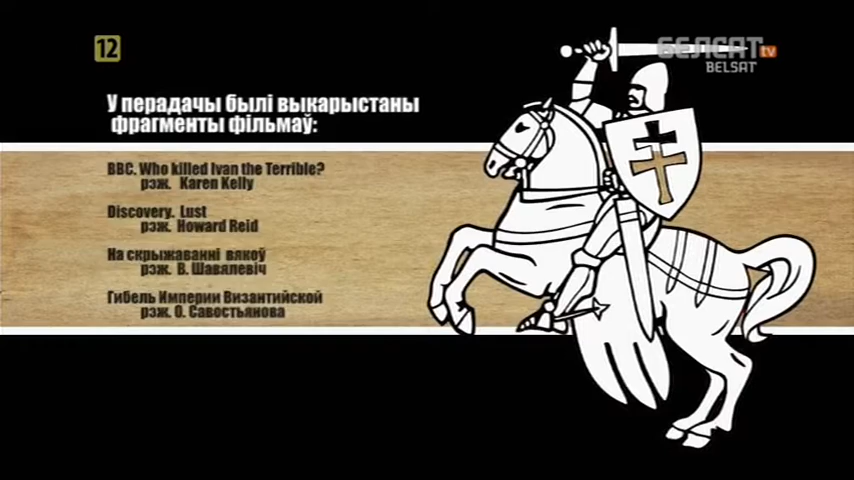 12
БЕЛСАТ tv
BELSAT
У перадачы былі выкарыстаны
фрагменты фільмаў:
BBC. Who killed Ivan the Terrible?
рэж. Karen Kelly
Discovery. Lust
рэж. Howard Reid
На скрыжаванні вякоў
рэж. В. Шавялевіч
Гибель Империи Византийской
рэж. О. Савостьянова